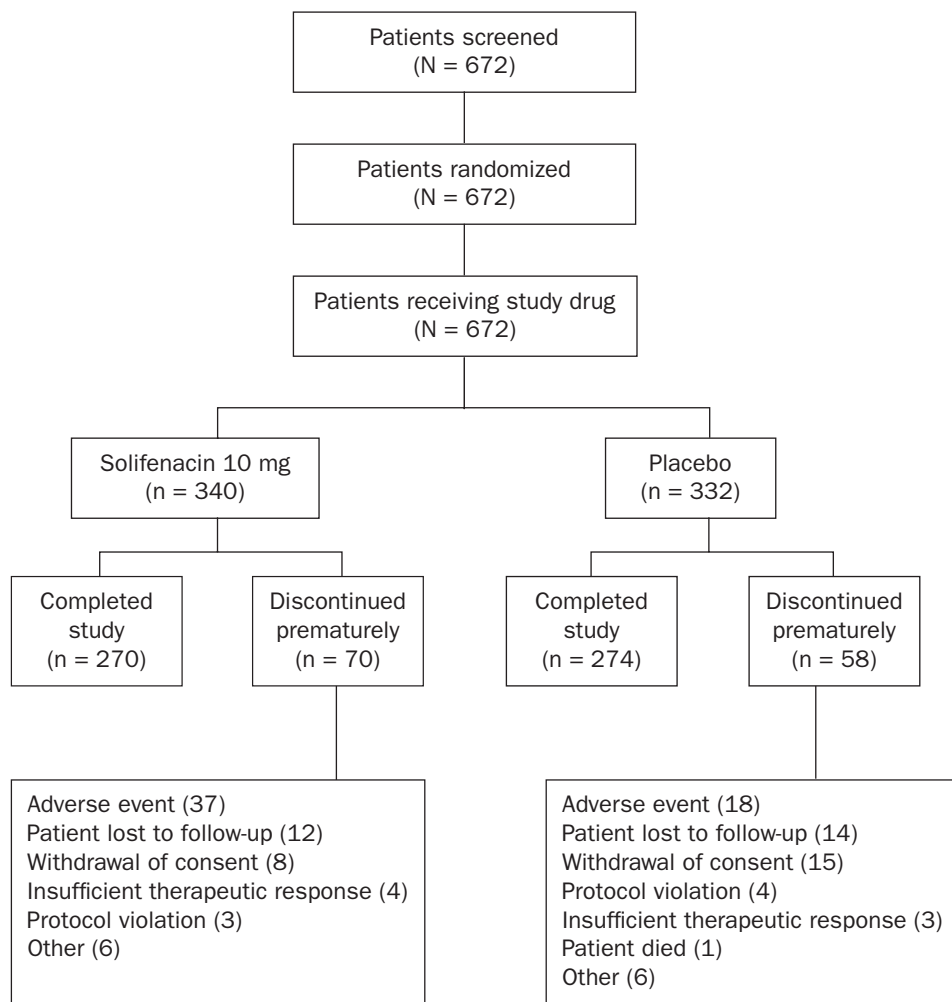 Patients screened
(N = 672)
Patients randomized
(N = 672)
Patients receiving study drug
(N = 672)
Solifenacin 10 mg
(n = 340)
Placebo
(n = 332)
Completed
study
(n = 270)
Discontinued
prematurely
(n = 70)
Completed
study
(n = 274)
Discontinued
prematurely
(n = 58)
Adverse event (37)
Patient lost to follow-up (12)
Withdrawal of consent (8)
Insufficient therapeutic response (4)
Protocol violation (3)
Other (6)
Adverse event (18)
Patient lost to follow-up (14)
Withdrawal of consent (15)
Protocol violation (4)
Insufficient therapeutic response (3)
Patient died (1)
Other (6)